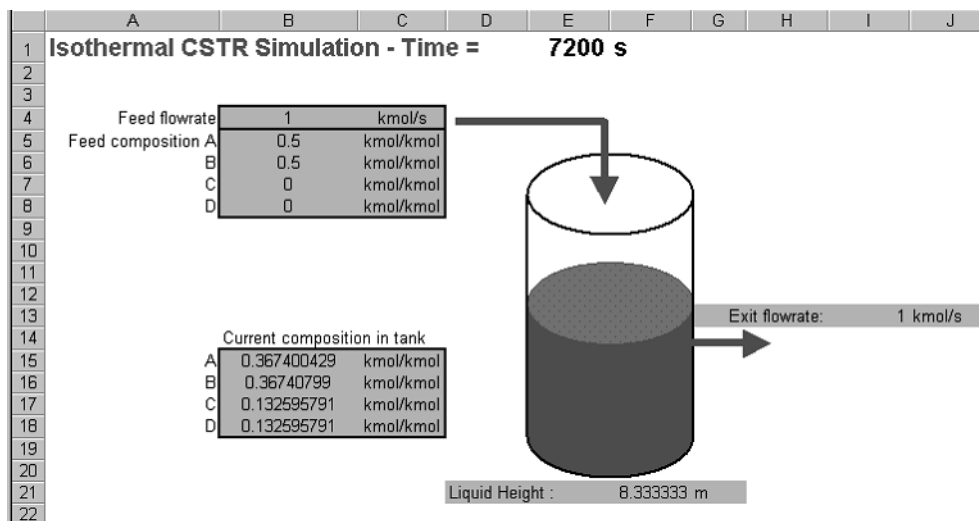 A B C D E F G H I J
1 Isothermal CSTR Simulation - Time = 7200 s
2
3
4 Feed flowrate 1 kmol/s
5 Feed composition A 0.5 kmol/kmol
6 B 0.5 kmol/kmol
7 C 0 kmol/kmol
8 D 0 kmol/kmol
9
10
11
12
13 Exit flowrate: 1 kmol/s
14 Current composition in tank
15 A 0.367400429 kmol/kmol
16 B 0.36740799 kmol/kmol
17 C 0.132595791 kmol/kmol
18 D 0.132595791 kmol/kmol
19
20
21 Liquid Height : 8.333333 m
22